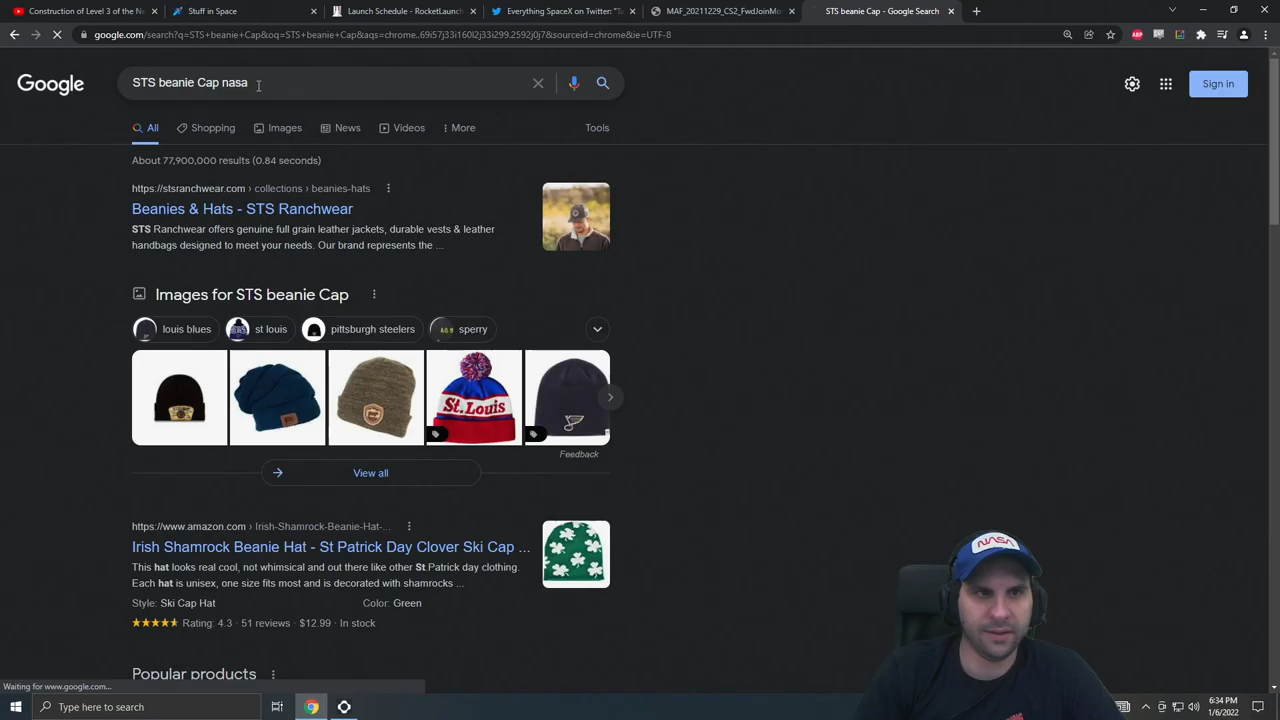 Construction of Level 3 of the N
Stuff in Space
Launch Schedule - RocketLaunch
Everything SpaceX on Twitter: "Ta
MAF_20211229_CS2_FwdJoinMo
STS beanie Cap - Google Search
google.com/search?q=STS+beanie+Cap&oq=STS+beanie+Cap&aqs=chrome..69i57j33i160l2j33i299.2592j0j7&sourceid=chrome&ie=UTF-8
Google
STS beanie Cap nasa
Sign in
All
Shopping
Images
News
Videos
More
Tools
About 77,900,000 results (0.84 seconds)
https://stsranchwear.com › collections › beanies-hats
Beanies & Hats - STS Ranchwear
STS Ranchwear offers genuine full grain leather jackets, durable vests & leather
handbags designed to meet your needs. Our brand represents the ...
Images for STS beanie Cap
louis blues
st louis
pittsburgh steelers
sperry
St. Louis
Feedback
View all
https://www.amazon.com › Irish-Shamrock-Beanie-Hat-...
Irish Shamrock Beanie Hat - St Patrick Day Clover Ski Cap ...
This hat looks real cool, not whimsical and out there like other St Patrick day clothing.
Each hat is unisex, one size fits most and is decorated with shamrocks ...
Style: Ski Cap Hat
Color: Green
Rating: 4.3 · 51 reviews · $12.99 · In stock
Popular products
NASA
Waiting for www.google.com...
Type here to search
6:34 PM
1/6/2022